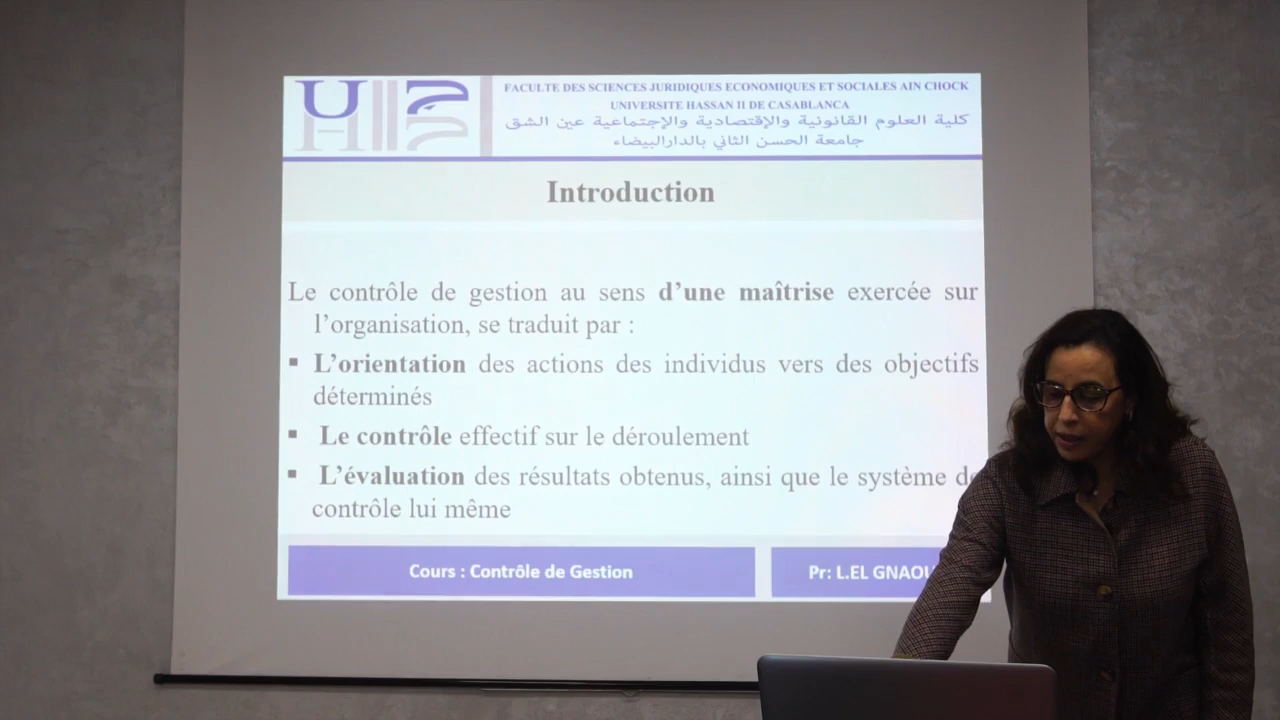 FACULTE DES SCIENCES JURIDIQUES ECONOMIQUES ET SOCIALES AIN CHOCK
UNIVERSITE HASSAN II DE CASABLANCA
كلية العلوم القانونية والإقتصادية والإجتماعية عين الشق
جامعة الحسن الثاني بالدارالبيضاء
Introduction
Le contrôle de gestion au sens d’une maîtrise exercée sur
l’organisation, se traduit par :
▪ L’orientation des actions des individus vers des objectifs
déterminés
▪ Le contrôle effectif sur le déroulement
▪ L’évaluation des résultats obtenus, ainsi que le système de
contrôle lui même
Cours : Contrôle de Gestion
Pr: L.EL